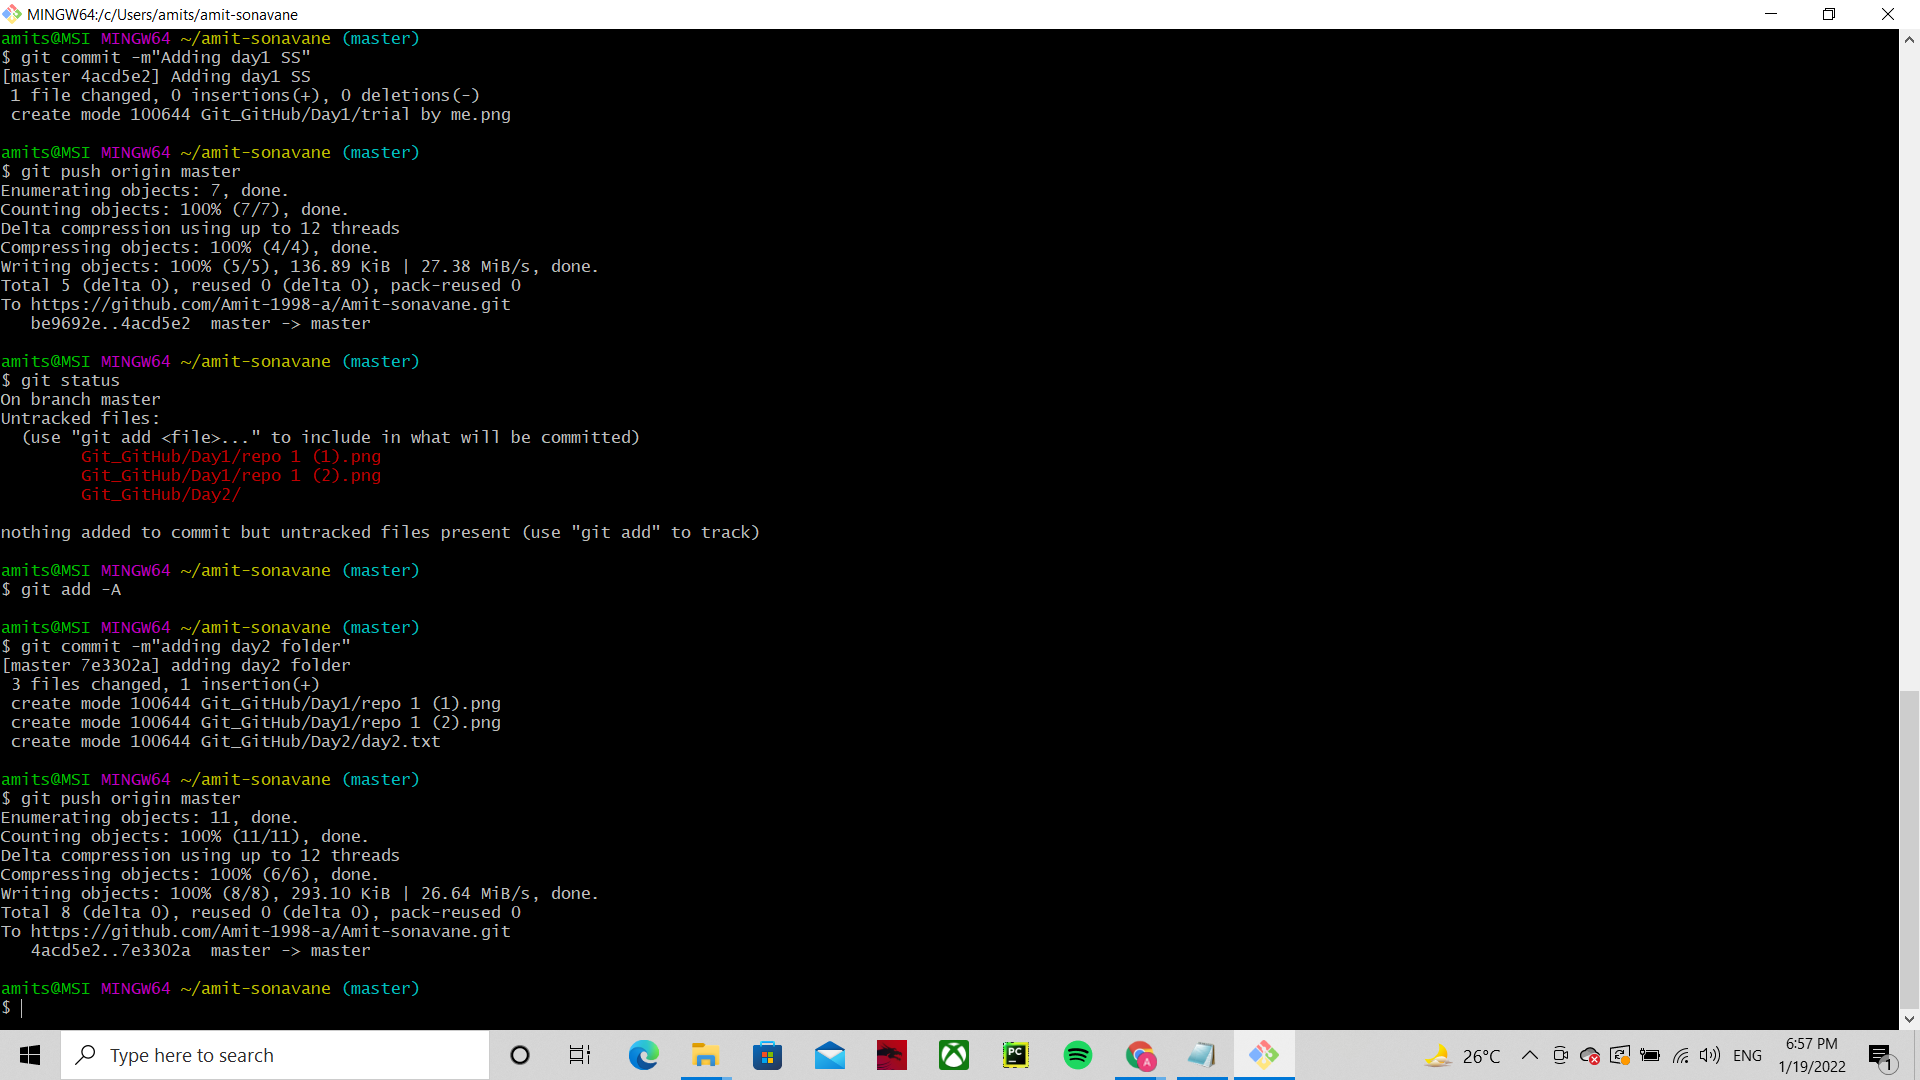 MINGW64:/c/Users/amits/amit-sonavane
amits@MSI MINGW64 ~/amit-sonavane (master)
$ git commit -m"Adding day1 SS"
[master 4acd5e2] Adding day1 SS
 1 file changed, 0 insertions(+), 0 deletions(-)
 create mode 100644 Git_GitHub/Day1/trial by me.png

amits@MSI MINGW64 ~/amit-sonavane (master)
$ git push origin master
Enumerating objects: 7, done.
Counting objects: 100% (7/7), done.
Delta compression using up to 12 threads
Compressing objects: 100% (4/4), done.
Writing objects: 100% (5/5), 136.89 KiB | 27.38 MiB/s, done.
Total 5 (delta 0), reused 0 (delta 0), pack-reused 0
To https://github.com/Amit-1998-a/Amit-sonavane.git
   be9692e..4acd5e2  master -> master

amits@MSI MINGW64 ~/amit-sonavane (master)
$ git status
On branch master
Untracked files:
  (use "git add <file>..." to include in what will be committed)
        Git_GitHub/Day1/repo 1 (1).png
        Git_GitHub/Day1/repo 1 (2).png
        Git_GitHub/Day2/

nothing added to commit but untracked files present (use "git add" to track)

amits@MSI MINGW64 ~/amit-sonavane (master)
$ git add -A

amits@MSI MINGW64 ~/amit-sonavane (master)
$ git commit -m"adding day2 folder"
[master 7e3302a] adding day2 folder
 3 files changed, 1 insertion(+)
 create mode 100644 Git_GitHub/Day1/repo 1 (1).png
 create mode 100644 Git_GitHub/Day1/repo 1 (2).png
 create mode 100644 Git_GitHub/Day2/day2.txt

amits@MSI MINGW64 ~/amit-sonavane (master)
$ git push origin master
Enumerating objects: 11, done.
Counting objects: 100% (11/11), done.
Delta compression using up to 12 threads
Compressing objects: 100% (6/6), done.
Writing objects: 100% (8/8), 293.10 KiB | 26.64 MiB/s, done.
Total 8 (delta 0), reused 0 (delta 0), pack-reused 0
To https://github.com/Amit-1998-a/Amit-sonavane.git
   4acd5e2..7e3302a  master -> master

amits@MSI MINGW64 ~/amit-sonavane (master)
$
Type here to search
PC
A
26°C
ENG
6:57 PM
1/19/2022
1